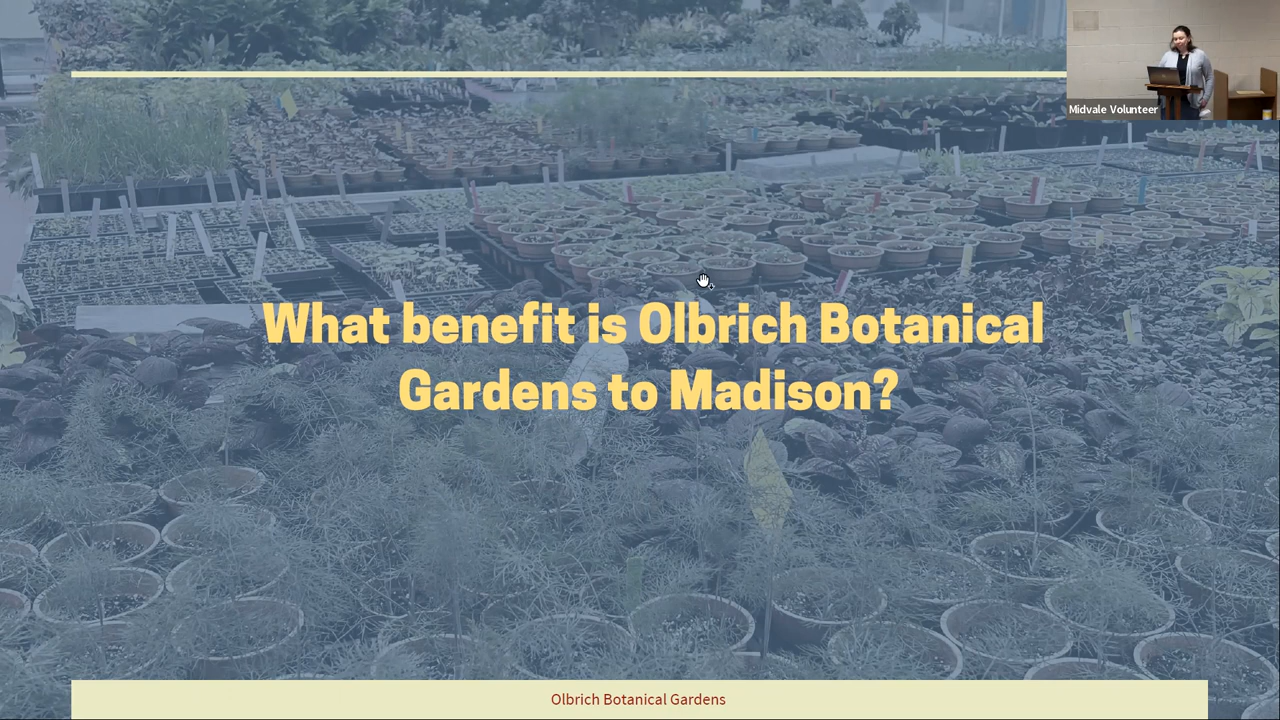 Midvale Volunteer
What benefit is Olbrich Botanical
Gardens to Madison?
Olbrich Botanical Gardens